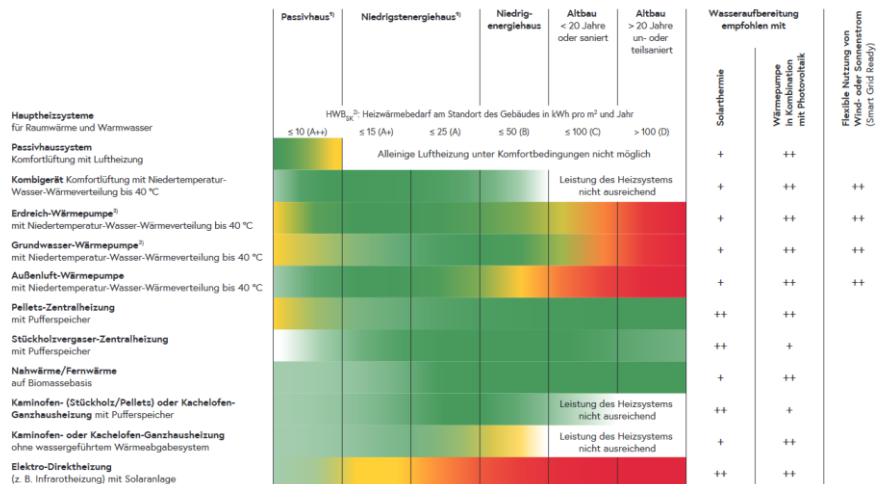 Passivhaus⁵⁾
Niedrigstenergiehaus⁵⁾
Niedrig-
energiehaus
Altbau
< 20 Jahre
oder saniert
Altbau
> 20 Jahre
un- oder
teilsaniert
Wasseraufbereitung
empfohlen mit
Solarthermie
Wärmepumpe
in Kombination
mit Photovoltaik
Flexible Nutzung von
Wind- oder Sonnenstrom
(Smart Grid Ready)
Hauptheizsysteme
für Raumwärme und Warmwasser
HWB_SK²⁾: Heizwärmebedarf am Standort des Gebäudes in kWh pro m² und Jahr
≤ 10 (A++) ≤ 15 (A+) ≤ 25 (A) ≤ 50 (B) ≤ 100 (C) > 100 (D)
Passivhaussystem
Komfortlüftung mit Luftheizung
Alleinige Luftheizung unter Komfortbedingungen nicht möglich
+ ++
Kombigerät Komfortlüftung mit Niedertemperatur-
Wasser-Wärmeverteilung bis 40 °C
Leistung des Heizsystems
nicht ausreichend
+ ++ ++
Erdreich-Wärmepumpe³⁾
mit Niedertemperatur-Wasser-Wärmeverteilung bis 40 °C
+ ++ ++
Grundwasser-Wärmepumpe³⁾
mit Niedertemperatur-Wasser-Wärmeverteilung bis 40 °C
+ ++ ++
Außenluft-Wärmepumpe
mit Niedertemperatur-Wasser-Wärmeverteilung bis 40 °C
+ ++ ++
Pellets-Zentralheizung
mit Pufferspeicher
++ ++
Stückholzvergaser-Zentralheizung
mit Pufferspeicher
++ +
Nahwärme/Fernwärme
auf Biomassebasis
+ ++
Kaminofen- (Stückholz/Pellets) oder Kachelofen-
Ganzhausheizung mit Pufferspeicher
Leistung des Heizsystems
nicht ausreichend
++ +
Kaminofen- oder Kachelofen-Ganzhausheizung
ohne wassergeführtem Wärmeabgabesystem
Leistung des Heizsystems
nicht ausreichend
+ ++
Elektro-Direktheizung
(z. B. Infrarotheizung) mit Solaranlage
++ ++